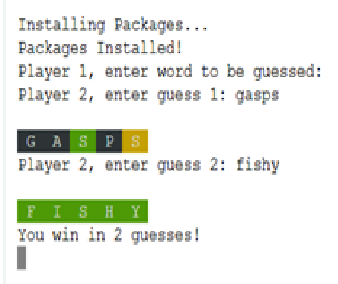 Installing Packages...
Packages Installed!
Player 1, enter word to be guessed:
Player 2, enter guess 1: gasps
G A S P S
Player 2, enter guess 2: fishy
F I S H Y
You win in 2 guesses!